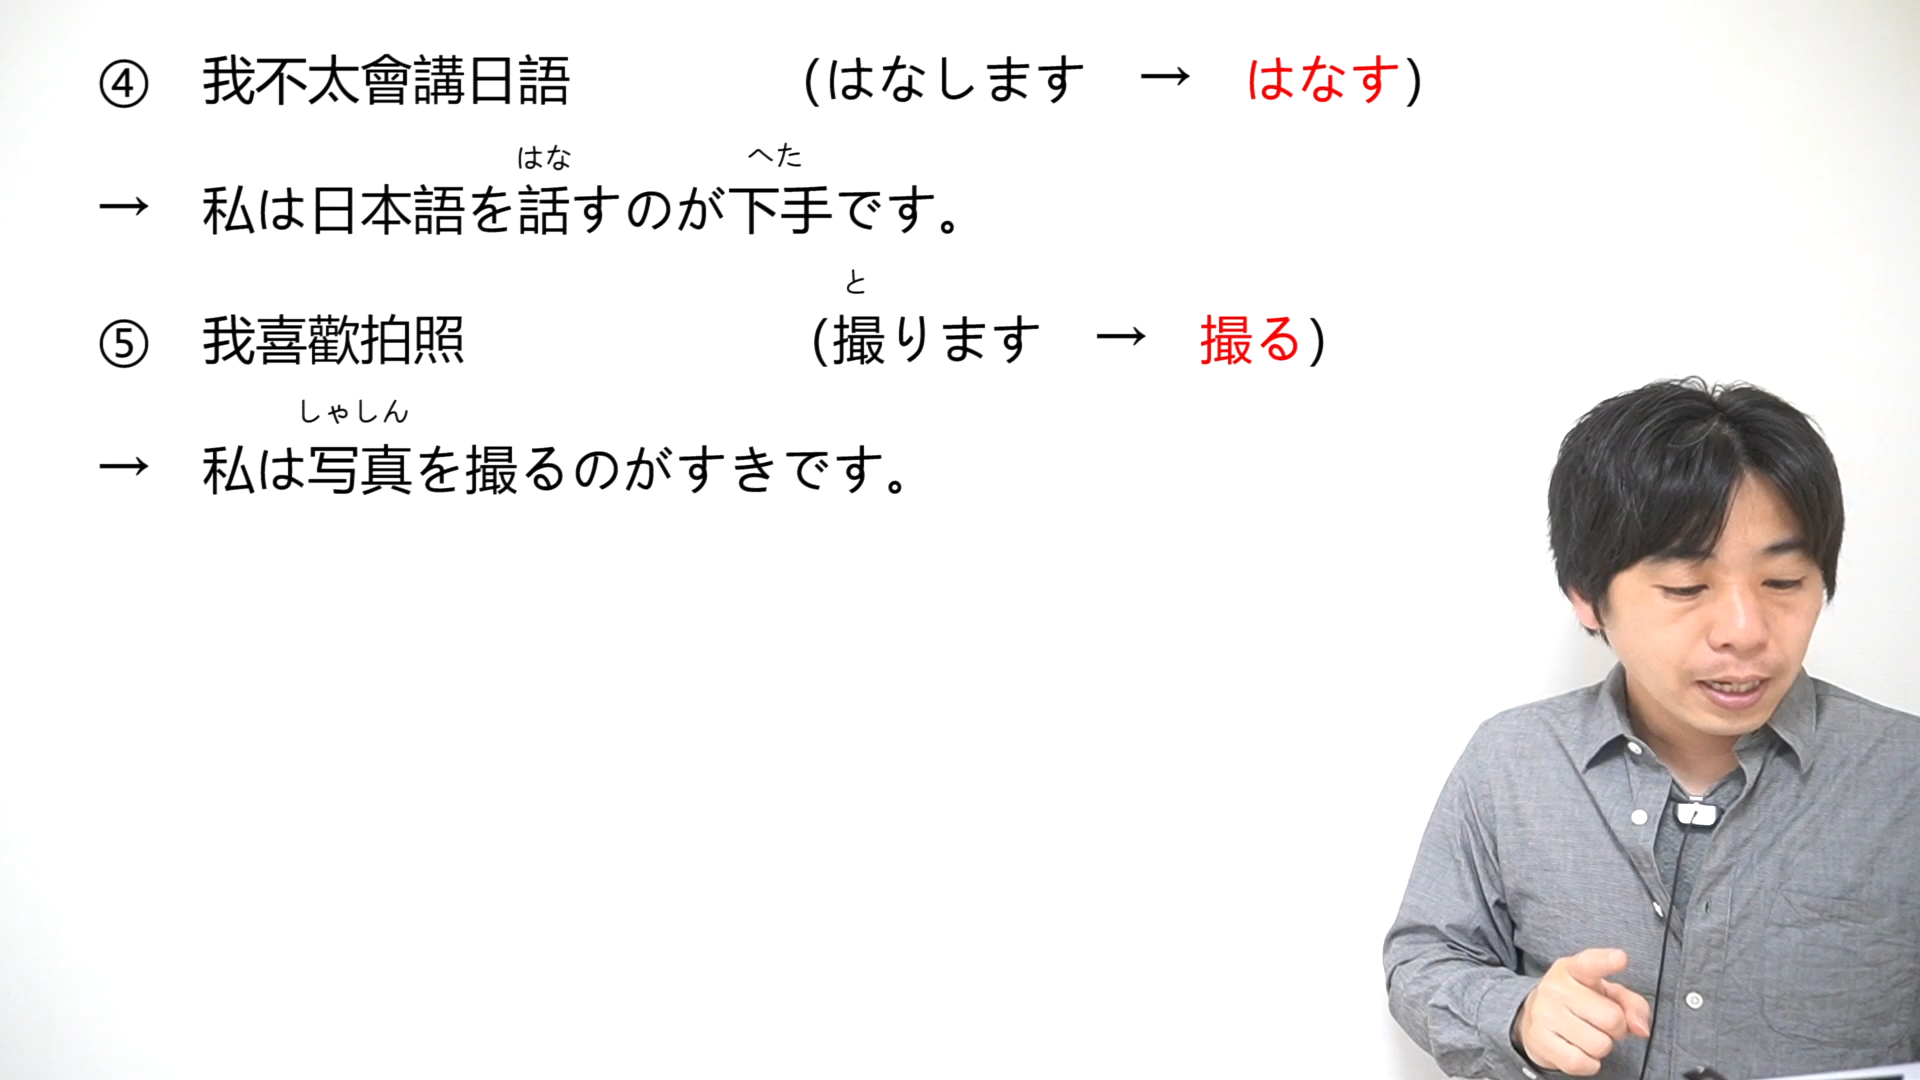 ④ 我不太會講日語 (はなします → はなす)
はな へた
→ 私は日本語を話すのが下手です。
と
⑤ 我喜歡拍照 (撮ります → 撮る)
しゃしん
→ 私は写真を撮るのがすきです。